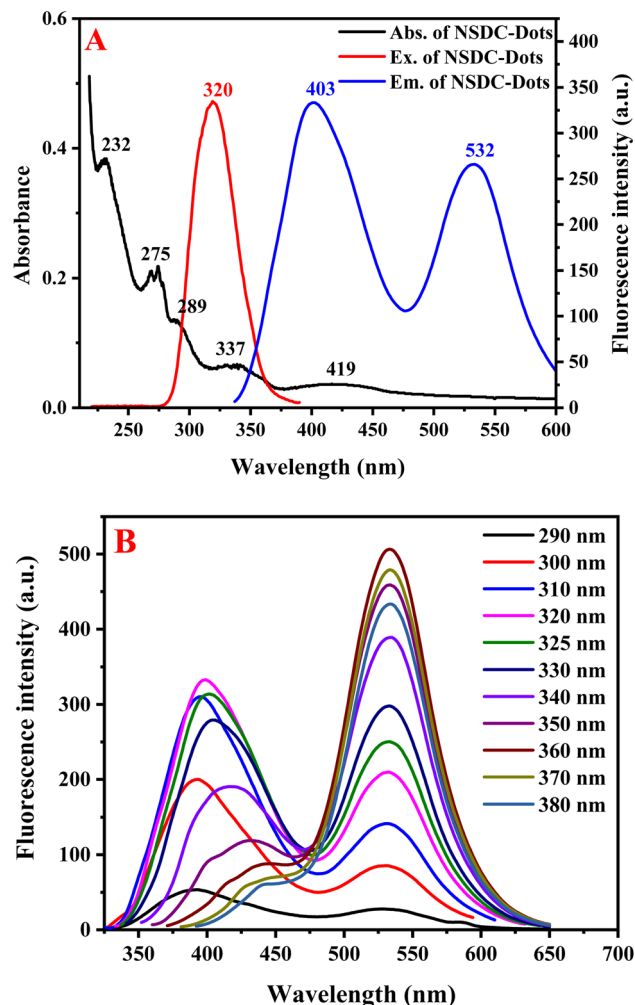 A
Abs. of NSDC-Dots
Ex. of NSDC-Dots
Em. of NSDC-Dots
232
275
289
337
419
320
403
532
0.6
0.4
0.2
0.0
Absorbance
400
350
300
250
200
150
100
50
0
Fluorescence intensity (a.u.)
250 300 350 400 450 500 550 600
Wavelength (nm)
B
290 nm
300 nm
310 nm
320 nm
325 nm
330 nm
340 nm
350 nm
360 nm
370 nm
380 nm
500
400
300
200
100
0
Fluorescence intensity (a.u.)
350 400 450 500 550 600 650 700
Wavelength (nm)